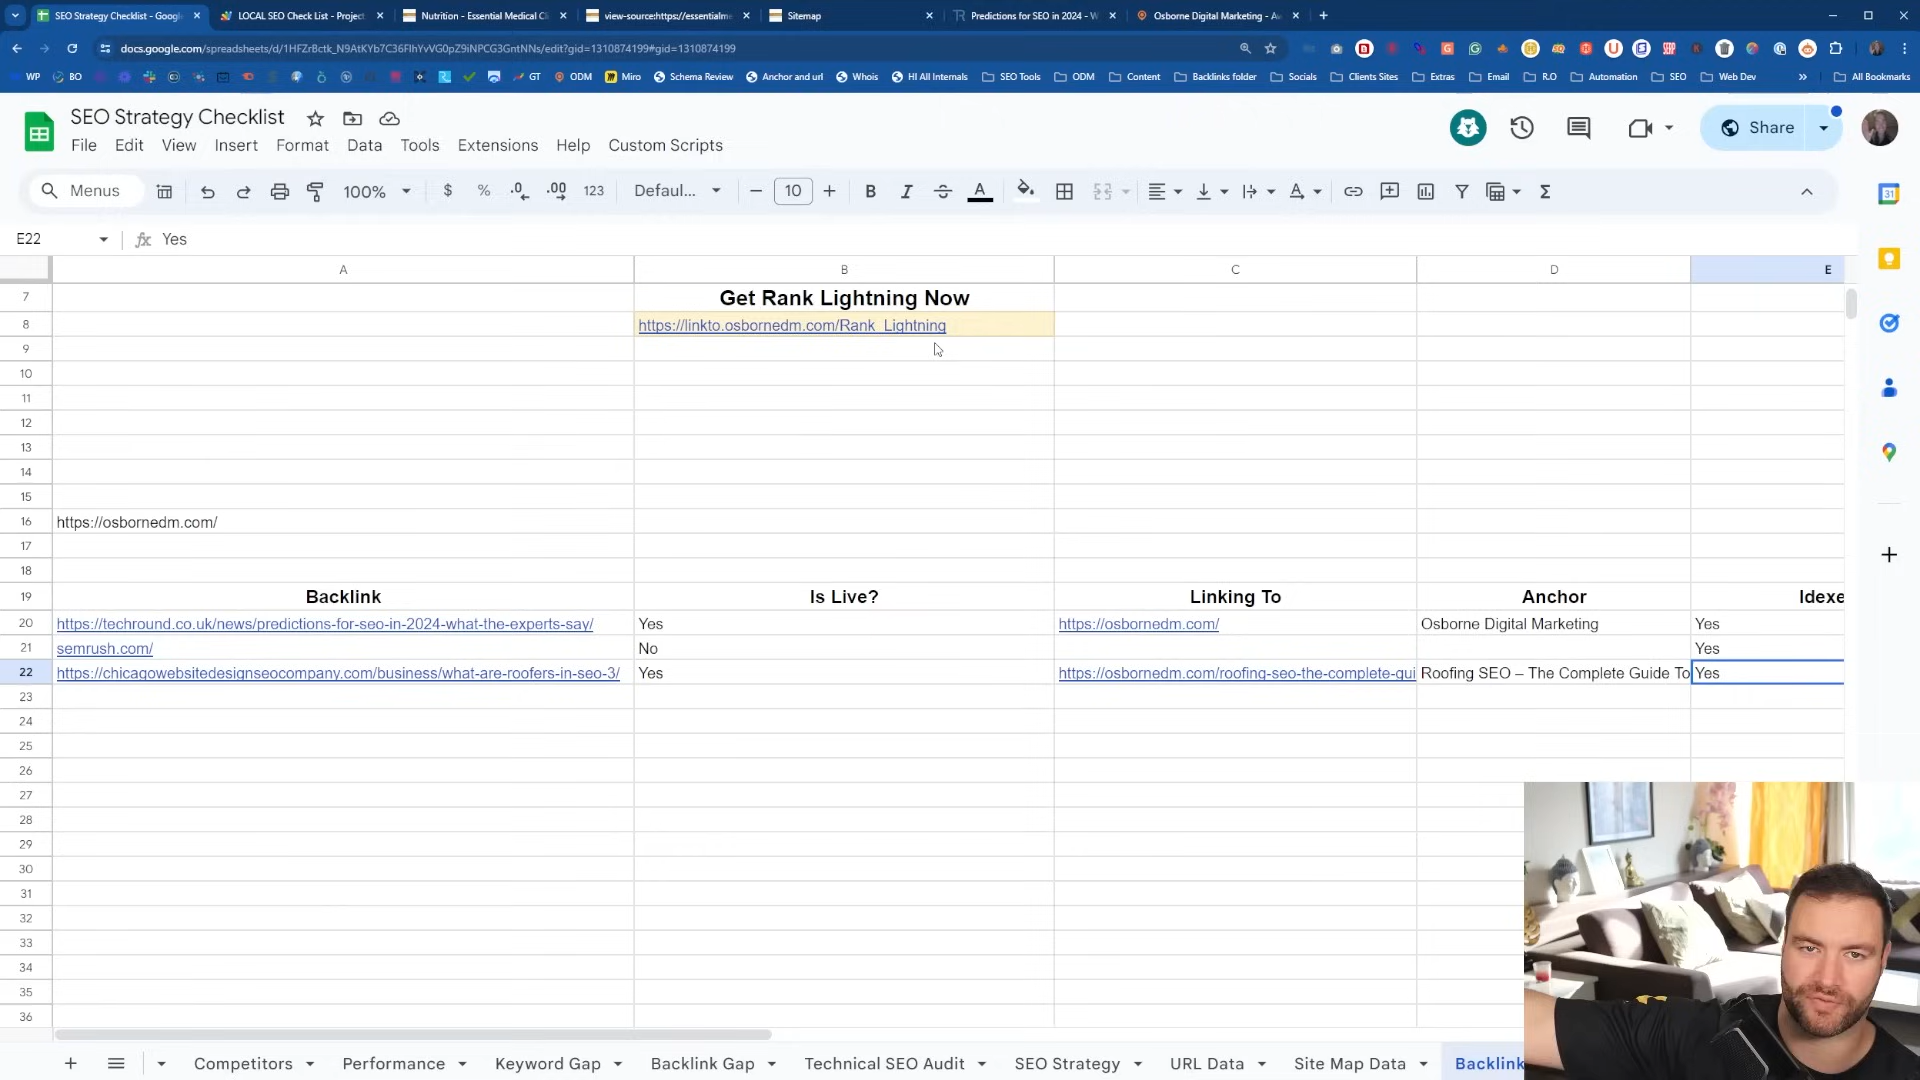 SEO Strategy Checklist - Googl
LOCAL SEO Check List - Project
Nutrition - Essential Medical Cl
view-source:https://essentialme
Sitemap
Predictions for SEO in 2024 - W
Osborne Digital Marketing - Aw
docs.google.com/spreadsheets/d/1HFZrBctk_N9AtKYb7C36FIhYvVG0pZ9iNPCG3GntNNs/edit?gid=1310874199#gid=1310874199
WP BO GT ODM Miro Schema Review Anchor and url Whois HI All Internals SEO Tools ODM Content Backlinks folder Socials Clients Sites Extras Email R.O Automation SEO Web Dev » All Bookmarks
SEO Strategy Checklist
File Edit View Insert Format Data Tools Extensions Help Custom Scripts
Share
Menus 100% $ % .0 .00 123 Defaul... − 10 + B I A
E22 fx Yes
A B C D E
7 Get Rank Lightning Now
8 https://linkto.osbornedm.com/Rank_Lightning
9
10
11
12
13
14
15
16 https://osbornedm.com/
17
18
19 Backlink Is Live? Linking To Anchor Idexe
20 https://techround.co.uk/news/predictions-for-seo-in-2024-what-the-experts-say/ Yes https://osbornedm.com/ Osborne Digital Marketing Yes
21 semrush.com/ No Yes
22 https://chicagowebsitedesignseocompany.com/business/what-are-roofers-in-seo-3/ Yes https://osbornedm.com/roofing-seo-the-complete-gui Roofing SEO – The Complete Guide To Yes
23
24
25
26
27
28
29
30
31
32
33
34
35
36
Competitors Performance Keyword Gap Backlink Gap Technical SEO Audit SEO Strategy URL Data Site Map Data Backlink